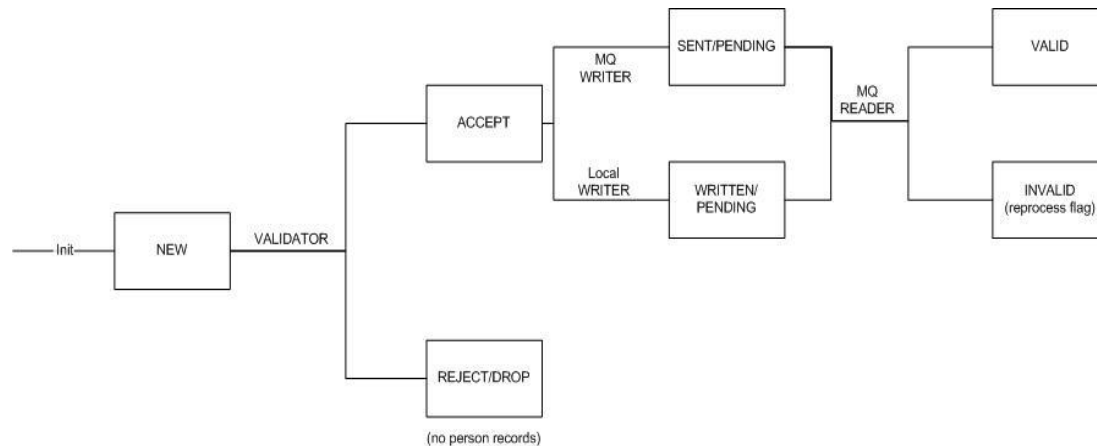 Init
NEW
VALIDATOR
ACCEPT
REJECT/DROP
(no person records)
MQ
WRITER
Local
WRITER
SENT/PENDING
WRITTEN/
PENDING
MQ
READER
VALID
INVALID
(reprocess flag)